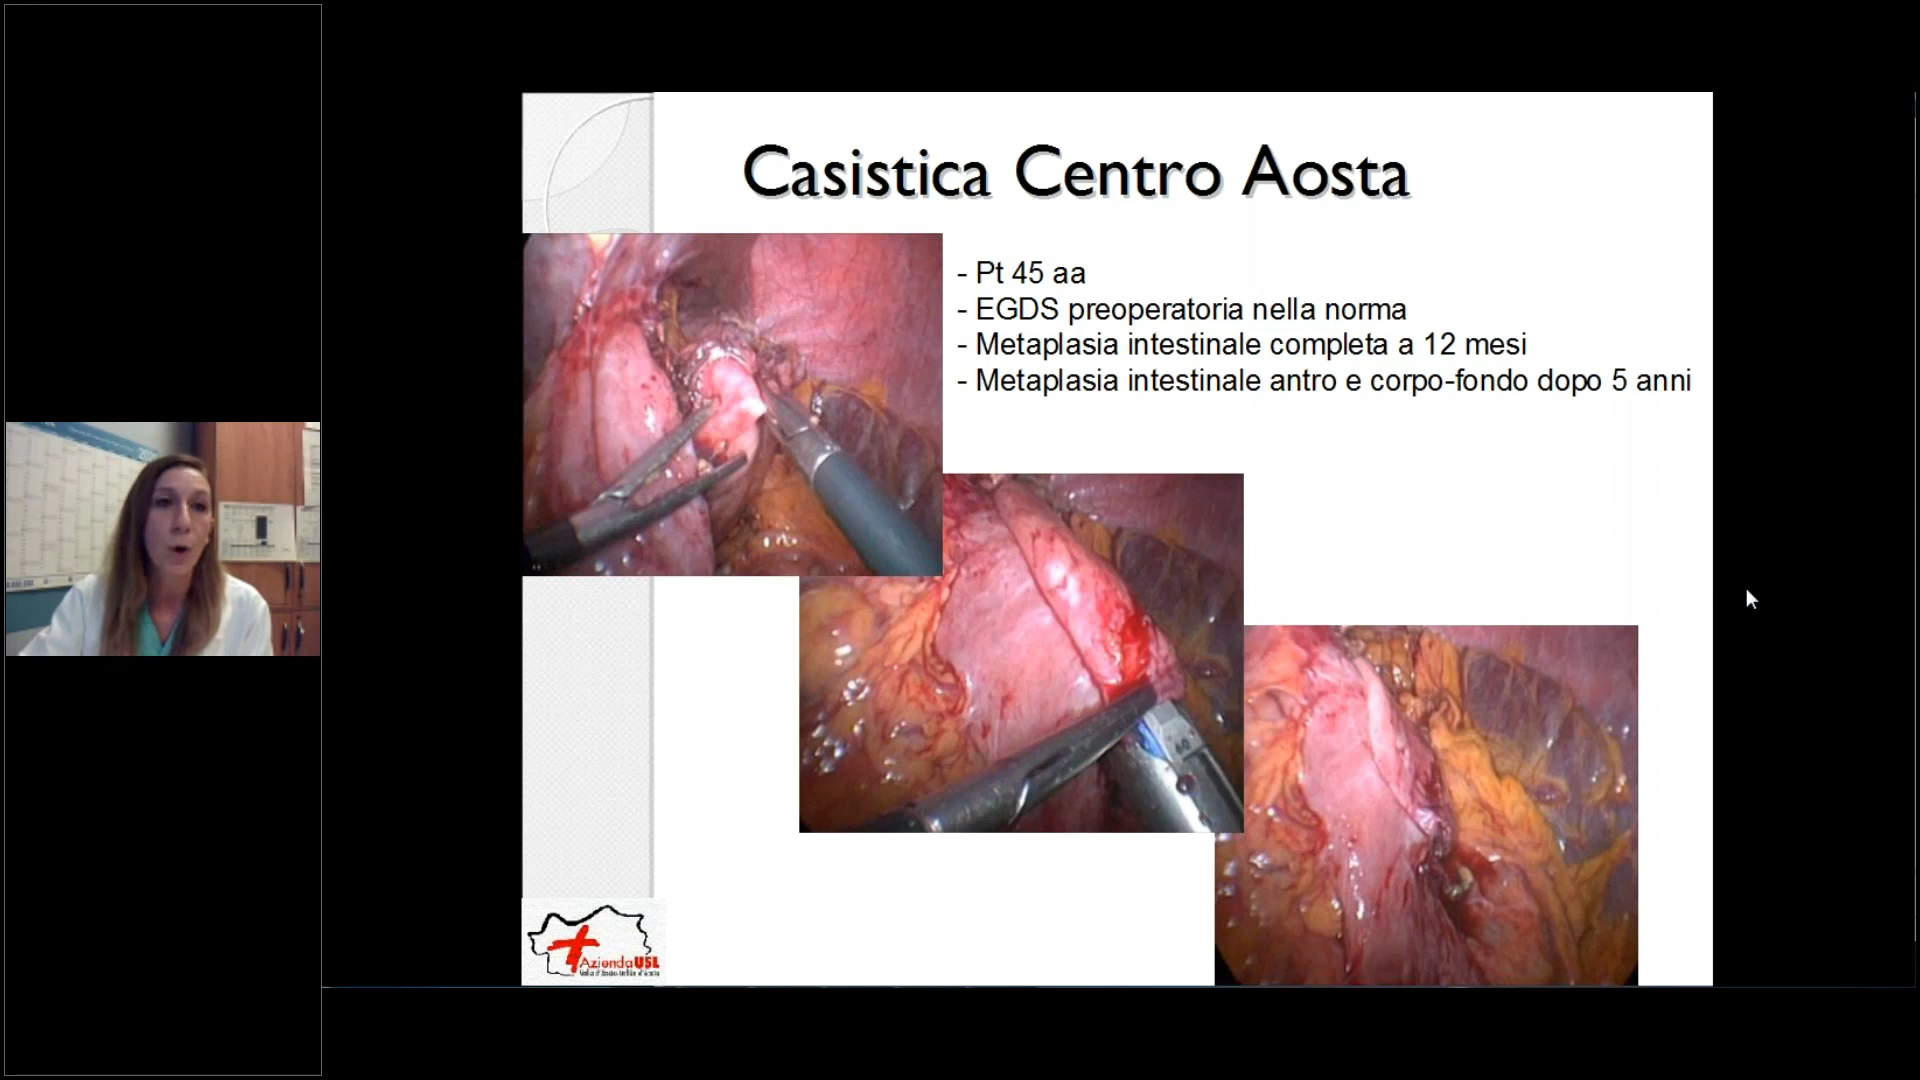 Casistica Centro Aosta
- Pt 45 aa
- EGDS preoperatoria nella norma
- Metaplasia intestinale completa a 12 mesi
- Metaplasia intestinale antro e corpo-fondo dopo 5 anni
60
AziendaUSL